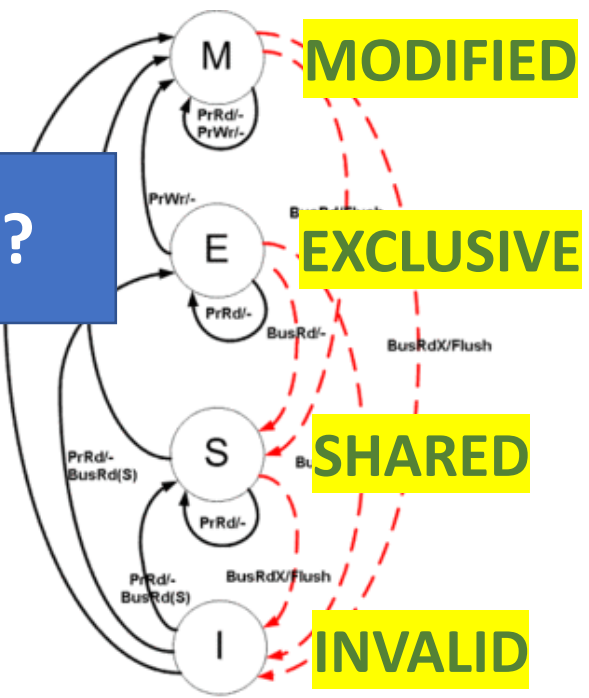 M
MODIFIED
PrRd/-
PrWr/-
?
PrWr/-
E
EXCLUSIVE
PrRd/-
BusRd/-
BusRdX/Flush
S
SHARED
PrRd/-
BusRd(S)
PrRd/-
PrRd/-
BusRd(S)
BusRdX/Flush
I
INVALID